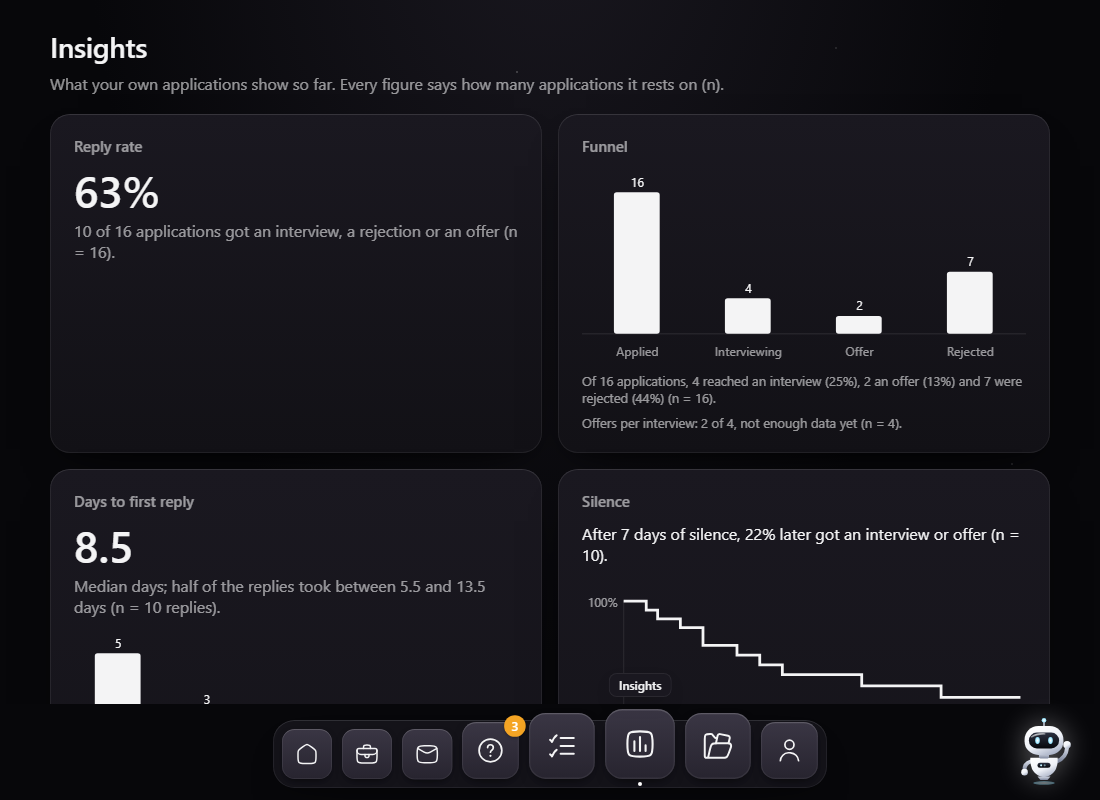 Insights
What your own applications show so far. Every figure says how many applications it rests on (n).
Reply rate
63%
10 of 16 applications got an interview, a rejection or an offer (n
= 16).
Funnel
16
4
2
7
Applied
Interviewing
Offer
Rejected
Of 16 applications, 4 reached an interview (25%), 2 an offer (13%) and 7 were
rejected (44%) (n = 16).
Offers per interview: 2 of 4, not enough data yet (n = 4).
Days to first reply
8.5
Median days; half of the replies took between 5.5 and 13.5
days (n = 10 replies).
5
3
Silence
After 7 days of silence, 22% later got an interview or offer (n =
10).
100%
Insights
3